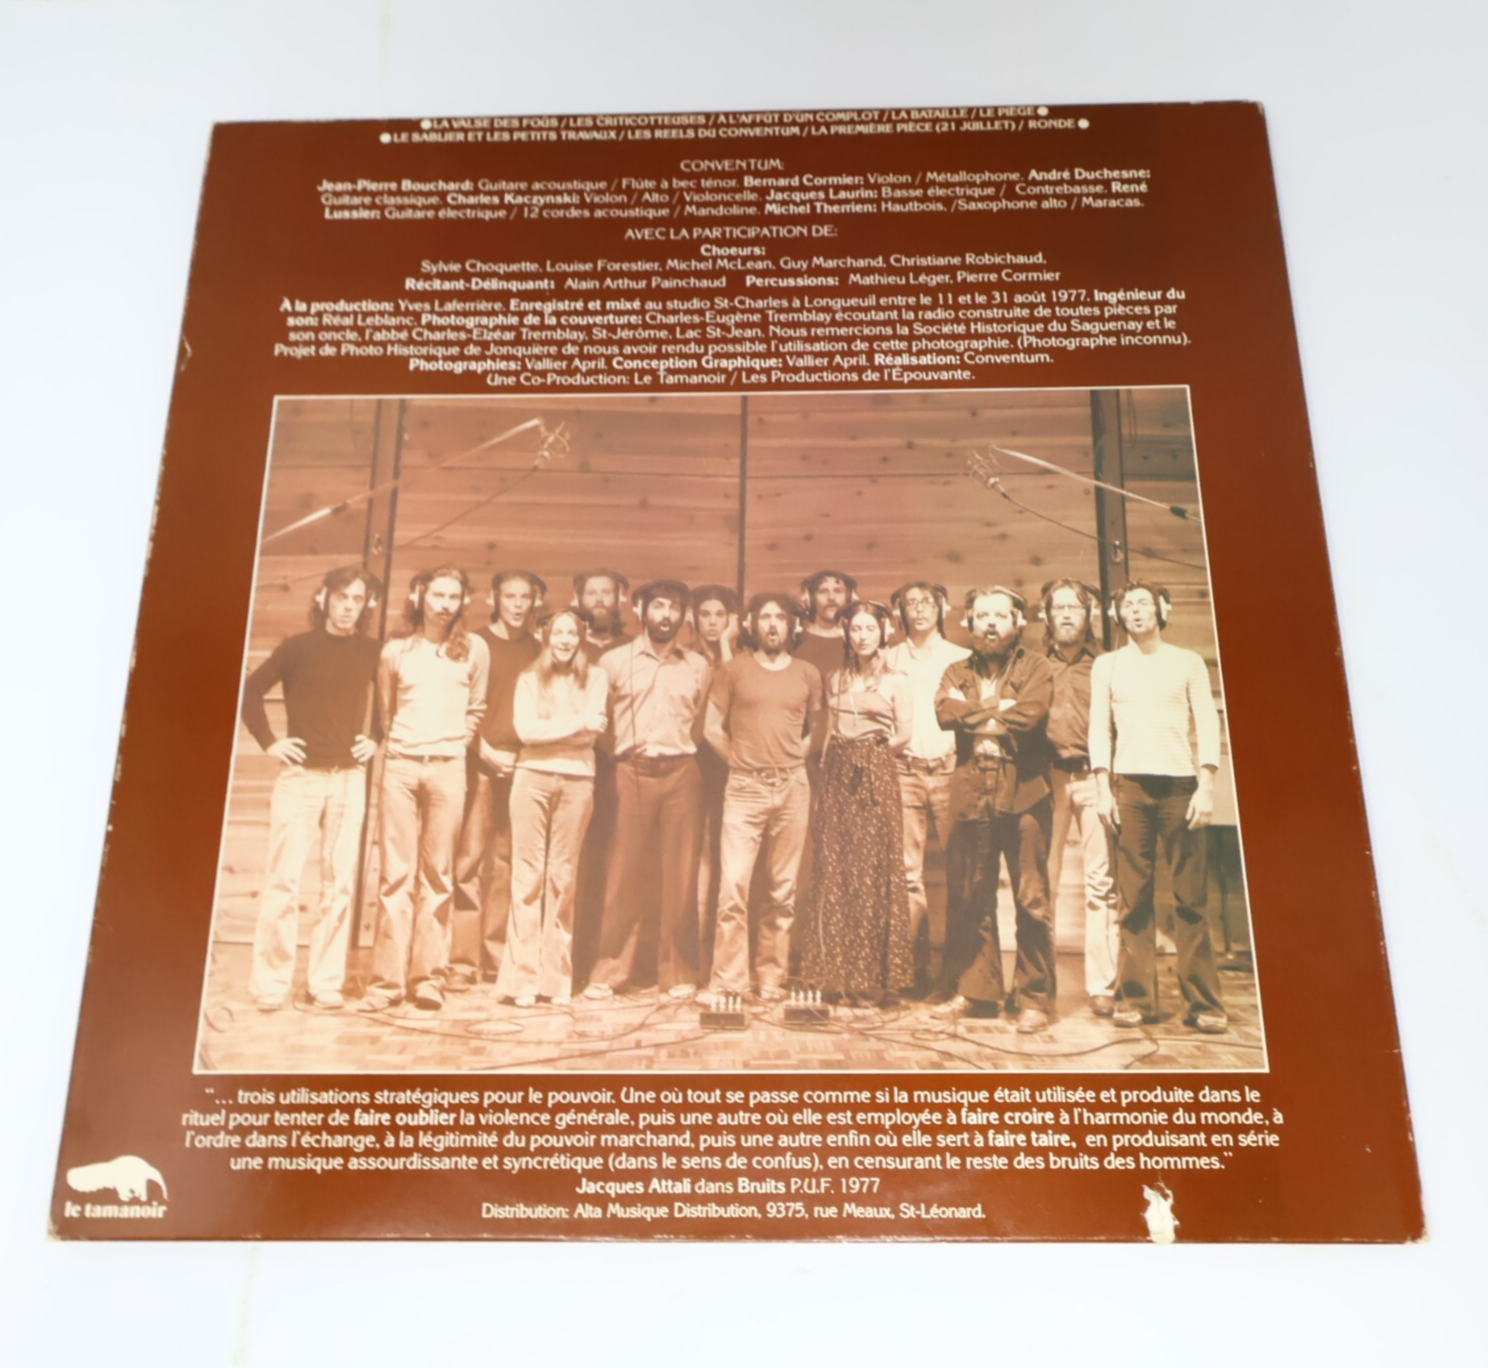 ●LA VALSE DES FOUS / LES CRITICOTTEUSES / À L'AFFÛT D'UN COMPLOT / LA BATAILLE / LE PIÈGE●
●LE SABLIER ET LES PETITS TRAVAUX / LES REELS DU CONVENTUM / LA PREMIÈRE PIÈCE (21 JUILLET) / RONDE●
CONVENTUM:
Jean-Pierre Bouchard: Guitare acoustique / Flûte à bec ténor. Bernard Cormier: Violon / Métallophone. André Duchesne:
Guitare classique. Charles Kaczynski: Violon / Alto / Violoncelle. Jacques Laurin: Basse électrique / Contrebasse. René
Lussier: Guitare électrique / 12 cordes acoustique / Mandoline. Michel Therrien: Hautbois, /Saxophone alto / Maracas.
AVEC LA PARTICIPATION DE:
Choeurs:
Sylvie Choquette, Louise Forestier, Michel McLean, Guy Marchand, Christiane Robichaud,
Récitant-Délinquant: Alain Arthur Painchaud Percussions: Mathieu Léger, Pierre Cormier
À la production: Yves Laferrière. Enregistré et mixé au studio St-Charles à Longueuil entre le 11 et le 31 août 1977. Ingénieur du
son: Réal Leblanc. Photographie de la couverture: Charles-Eugène Tremblay écoutant la radio construite de toutes pièces par
son oncle, l'abbé Charles-Elzéar Tremblay, St-Jérôme, Lac St-Jean. Nous remercions la Société Historique du Saguenay et le
Projet de Photo Historique de Jonquière de nous avoir rendu possible l'utilisation de cette photographie. (Photographe inconnu).
Photographies: Vallier April. Conception Graphique: Vallier April. Réalisation: Conventum.
Une Co-Production: Le Tamanoir / Les Productions de l'Épouvante.
"... trois utilisations stratégiques pour le pouvoir. Une où tout se passe comme si la musique était utilisée et produite dans le
rituel pour tenter de faire oublier la violence générale, puis une autre où elle est employée à faire croire à l'harmonie du monde, à
l'ordre dans l'échange, à la légitimité du pouvoir marchand, puis une autre enfin où elle sert à faire taire, en produisant en série
une musique assourdissante et syncrétique (dans le sens de confus), en censurant le reste des bruits des hommes."
Jacques Attali dans Bruits P.U.F. 1977
le tamanoir
Distribution: Alta Musique Distribution, 9375, rue Meaux, St-Léonard.